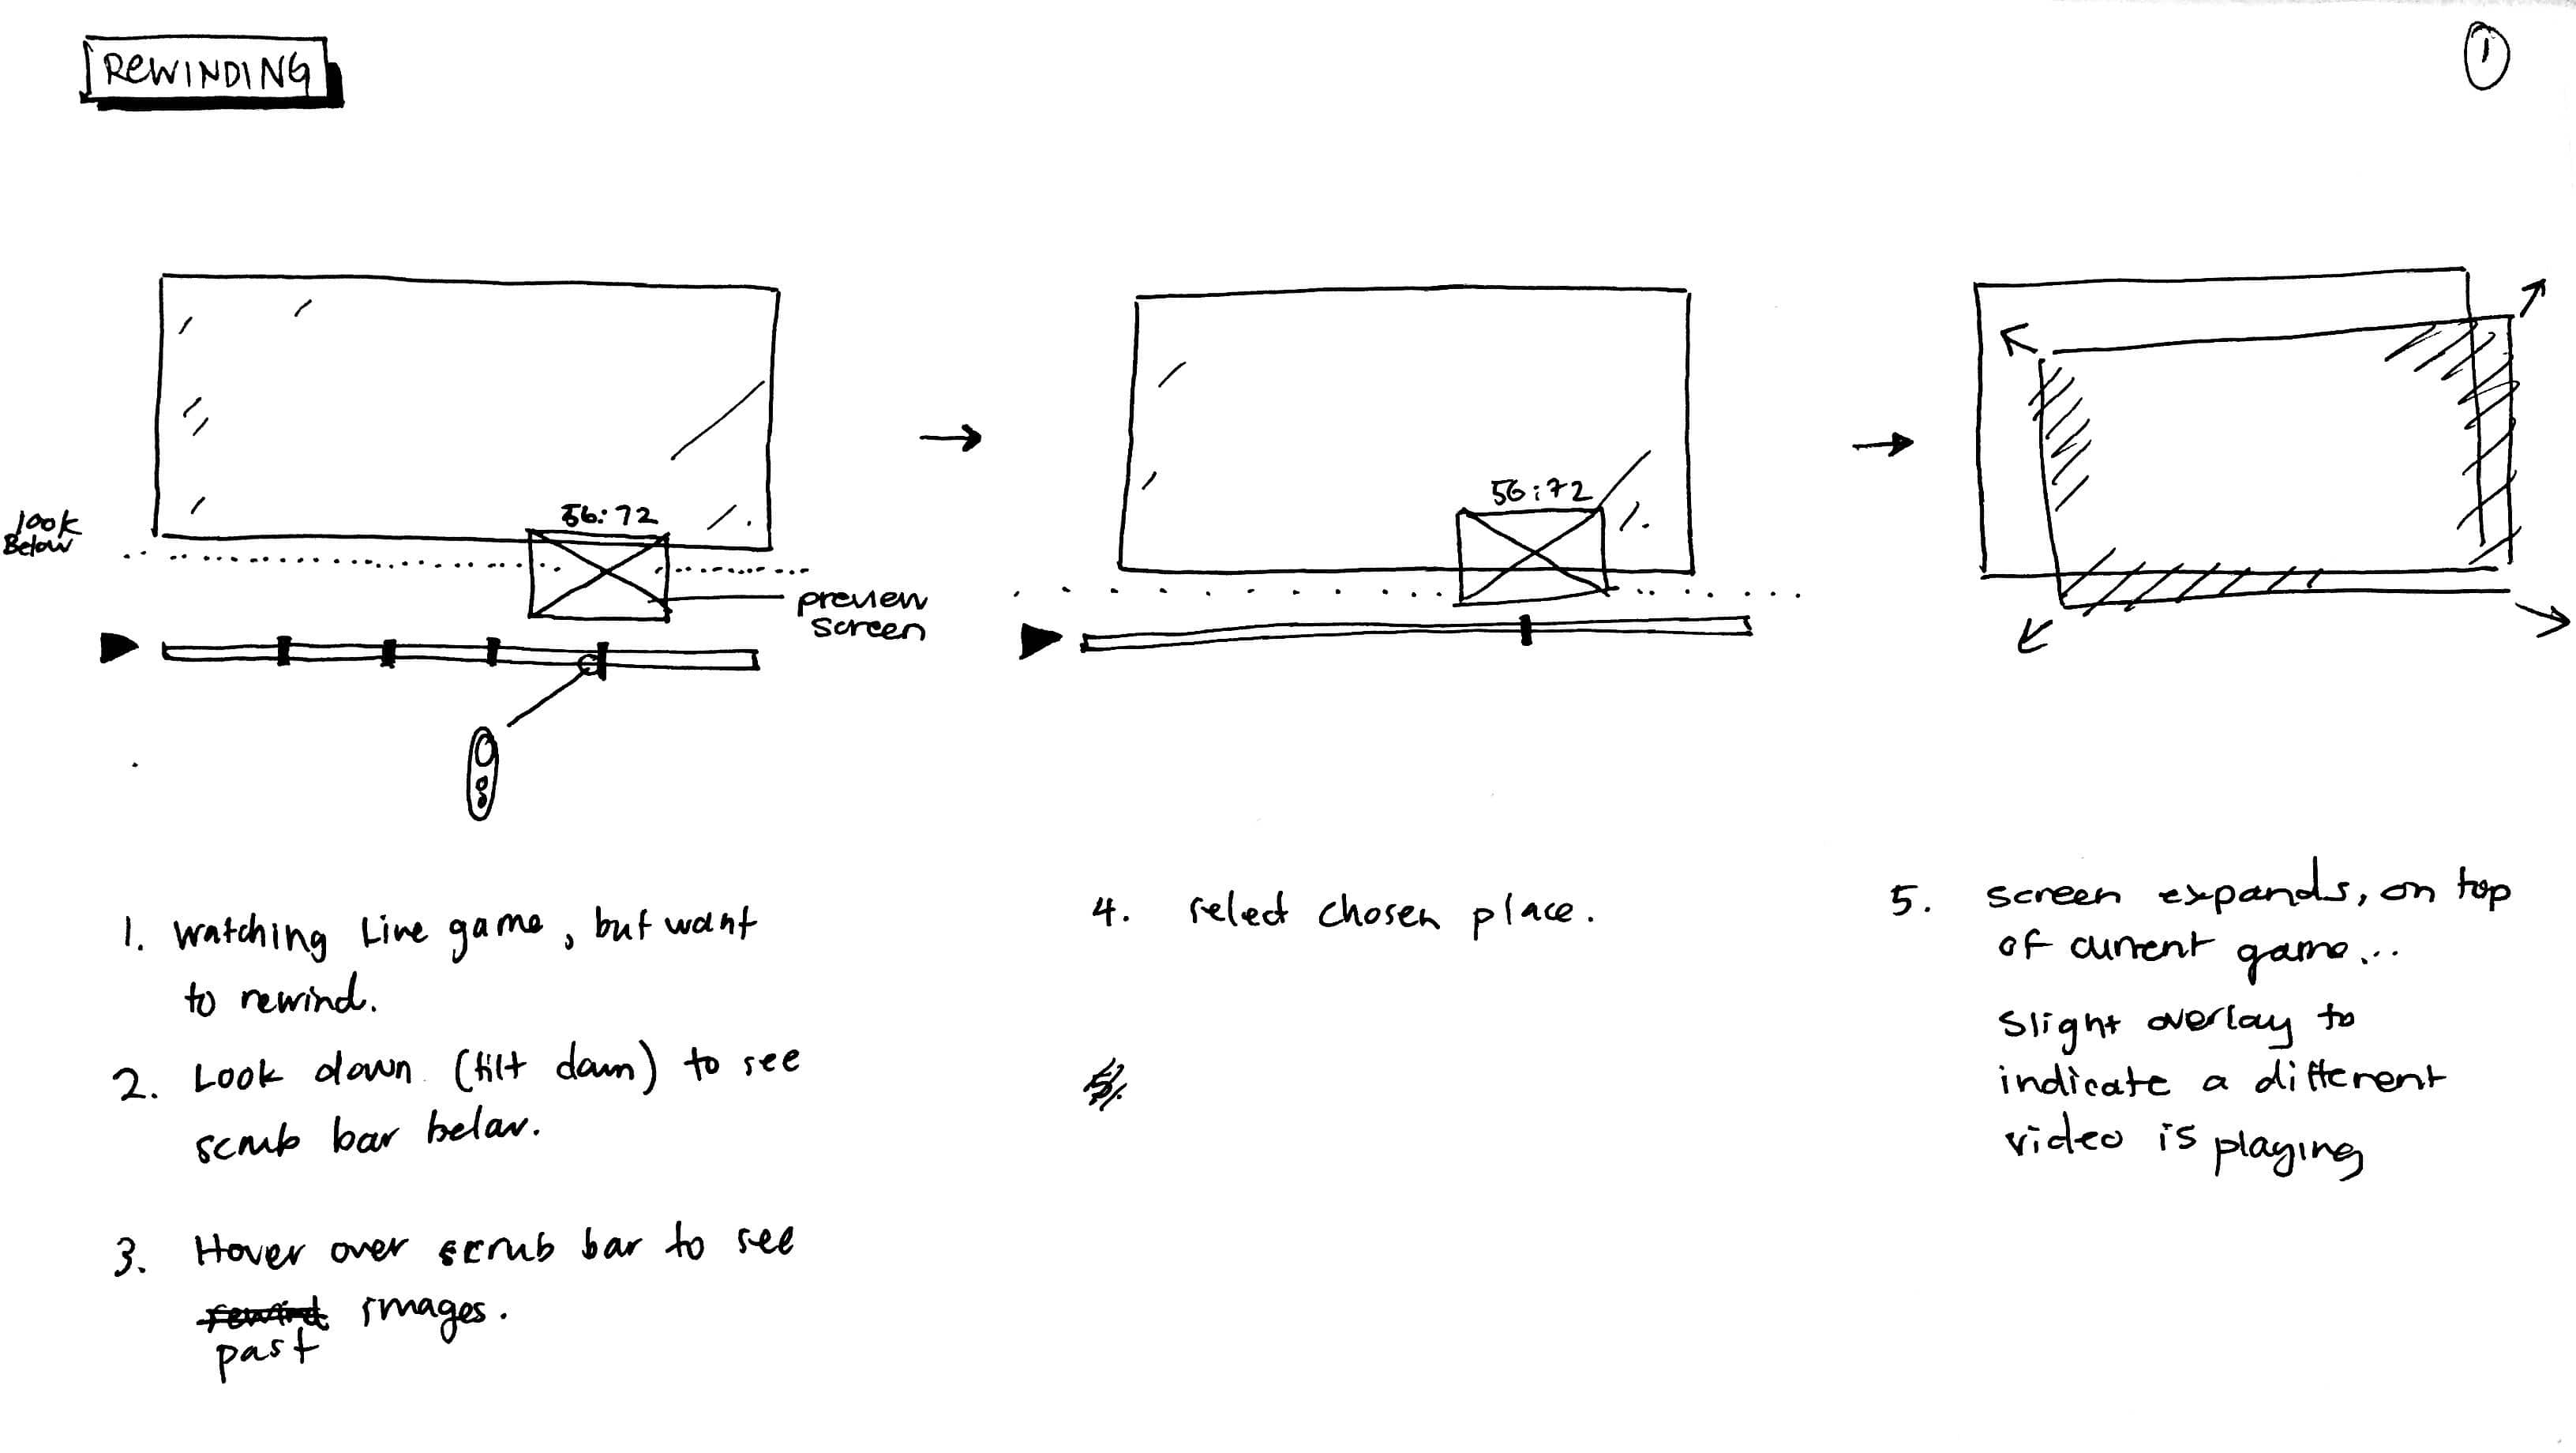 REWINDING
1
look
Below
56:72
preview
screen
56:72
1. Watching Live game, but want
to rewind.
2. Look down (tilt down) to see
scrub bar below.
3. Hover over scrub bar to see
rewind images.
past
4. select chosen place.
5.
5. screen expands, on top
of current game...
Slight overlay to
indicate a different
video is playing